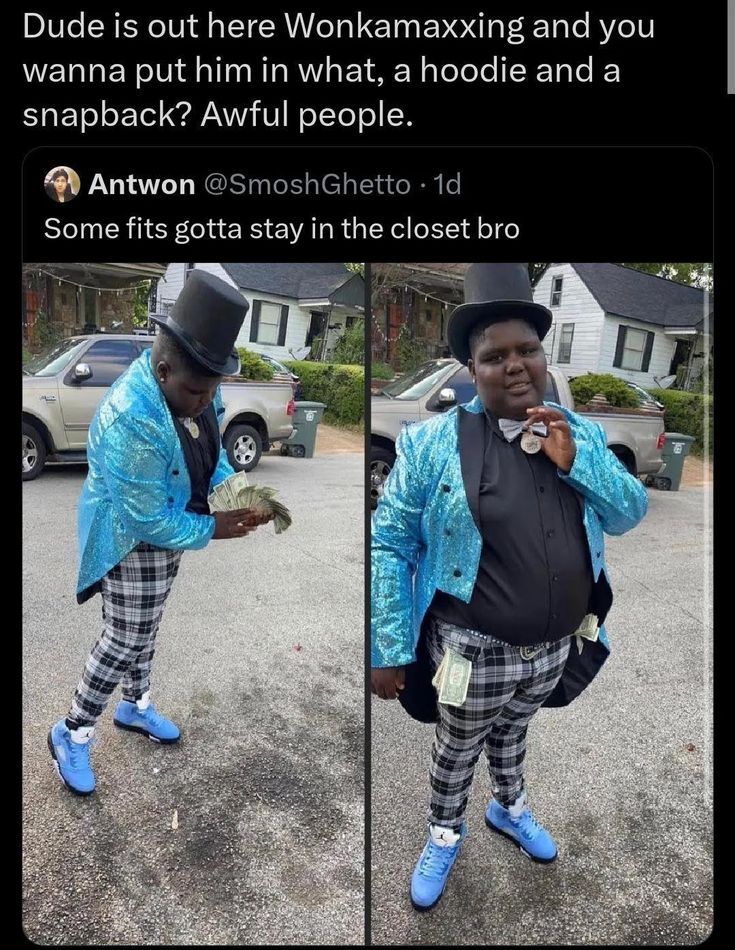 Dude is out here Wonkamaxxing and you
wanna put him in what, a hoodie and a
snapback? Awful people.
Antwon @SmoshGhetto · 1d
Some fits gotta stay in the closet bro